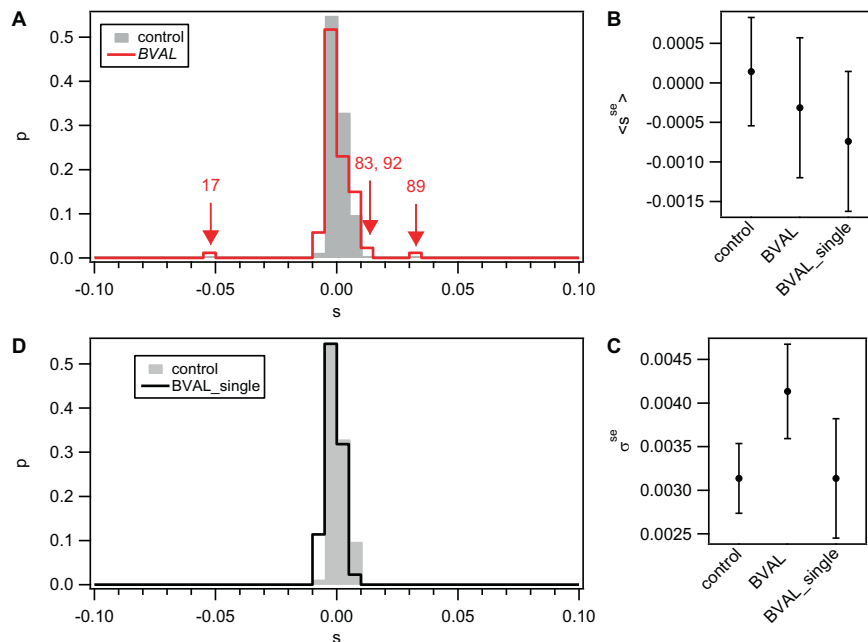 A
control
BVAL
0.5
0.4
0.3
0.2
0.1
0.0
p
17
83, 92
89
-0.10
-0.05
0.00
0.05
0.10
s
B
0.0005
0.0000
-0.0005
-0.0010
-0.0015
<s^se>
control
BVAL
BVAL_single
D
control
BVAL_single
0.5
0.4
0.3
0.2
0.1
0.0
p
-0.10
-0.05
0.00
0.05
0.10
s
C
0.0045
0.0040
0.0035
0.0030
0.0025
σ^se
control
BVAL
BVAL_single